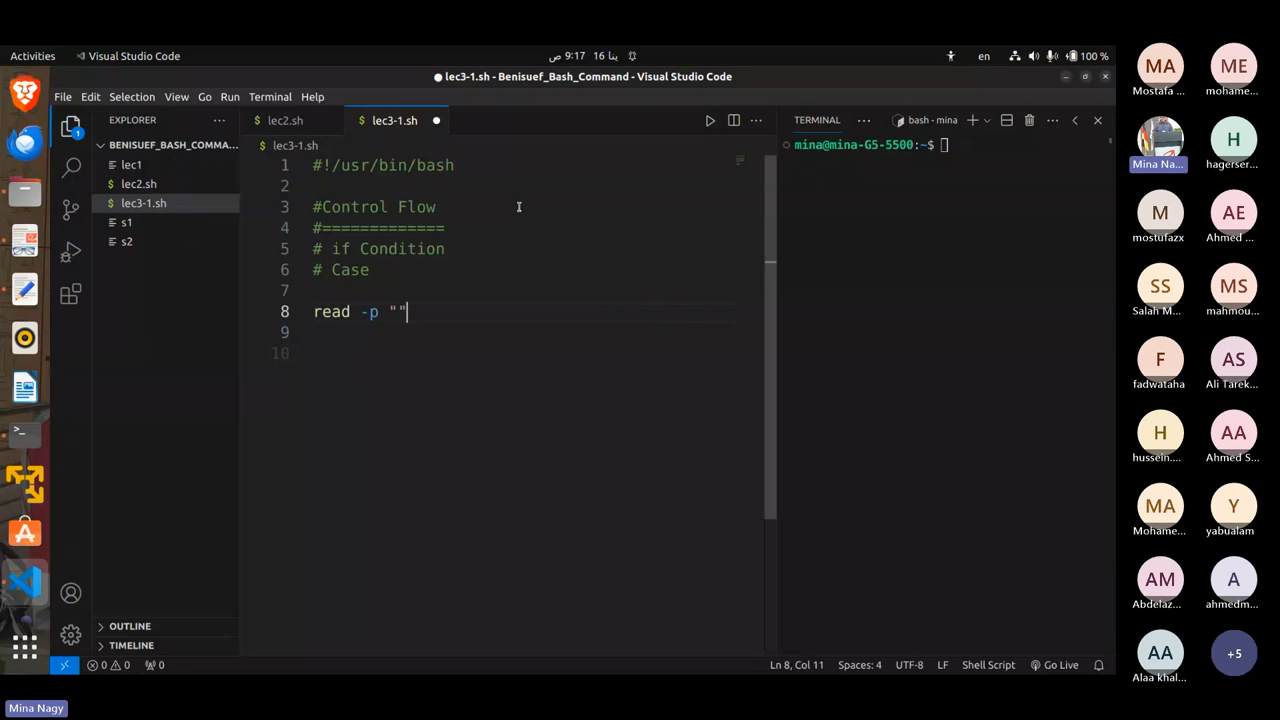 Activities
Visual Studio Code
9:17 ص
16 ينا
en
100 %
lec3-1.sh - Benisuef_Bash_Command - Visual Studio Code
File Edit Selection View Go Run Terminal Help
EXPLORER
BENISUEF_BASH_COMMA...
lec1
lec2.sh
lec3-1.sh
s1
s2
OUTLINE
TIMELINE
1
lec2.sh
lec3-1.sh
lec3-1.sh
1 #!/usr/bin/bash
2
3 #Control Flow
4 #=============
5 # if Condition
6 # Case
7
8 read -p ""
9
10
TERMINAL
bash - mina
mina@mina-G5-5500:~$
0 0
0
Ln 8, Col 11
Spaces: 4
UTF-8
LF
Shell Script
Go Live
MA
Mostafa ...
ME
mohame...
Mina Na...
H
hagerser...
M
mostufazx
AE
Ahmed ...
SS
Salah M...
MS
mahmou...
F
fadwataha
AS
Ali Tarek...
H
hussein....
AA
Ahmed S...
MA
Mohame...
Y
yabualam
AM
Abdelaz...
A
ahmedm...
AA
Alaa khal...
+5
Mina Nagy